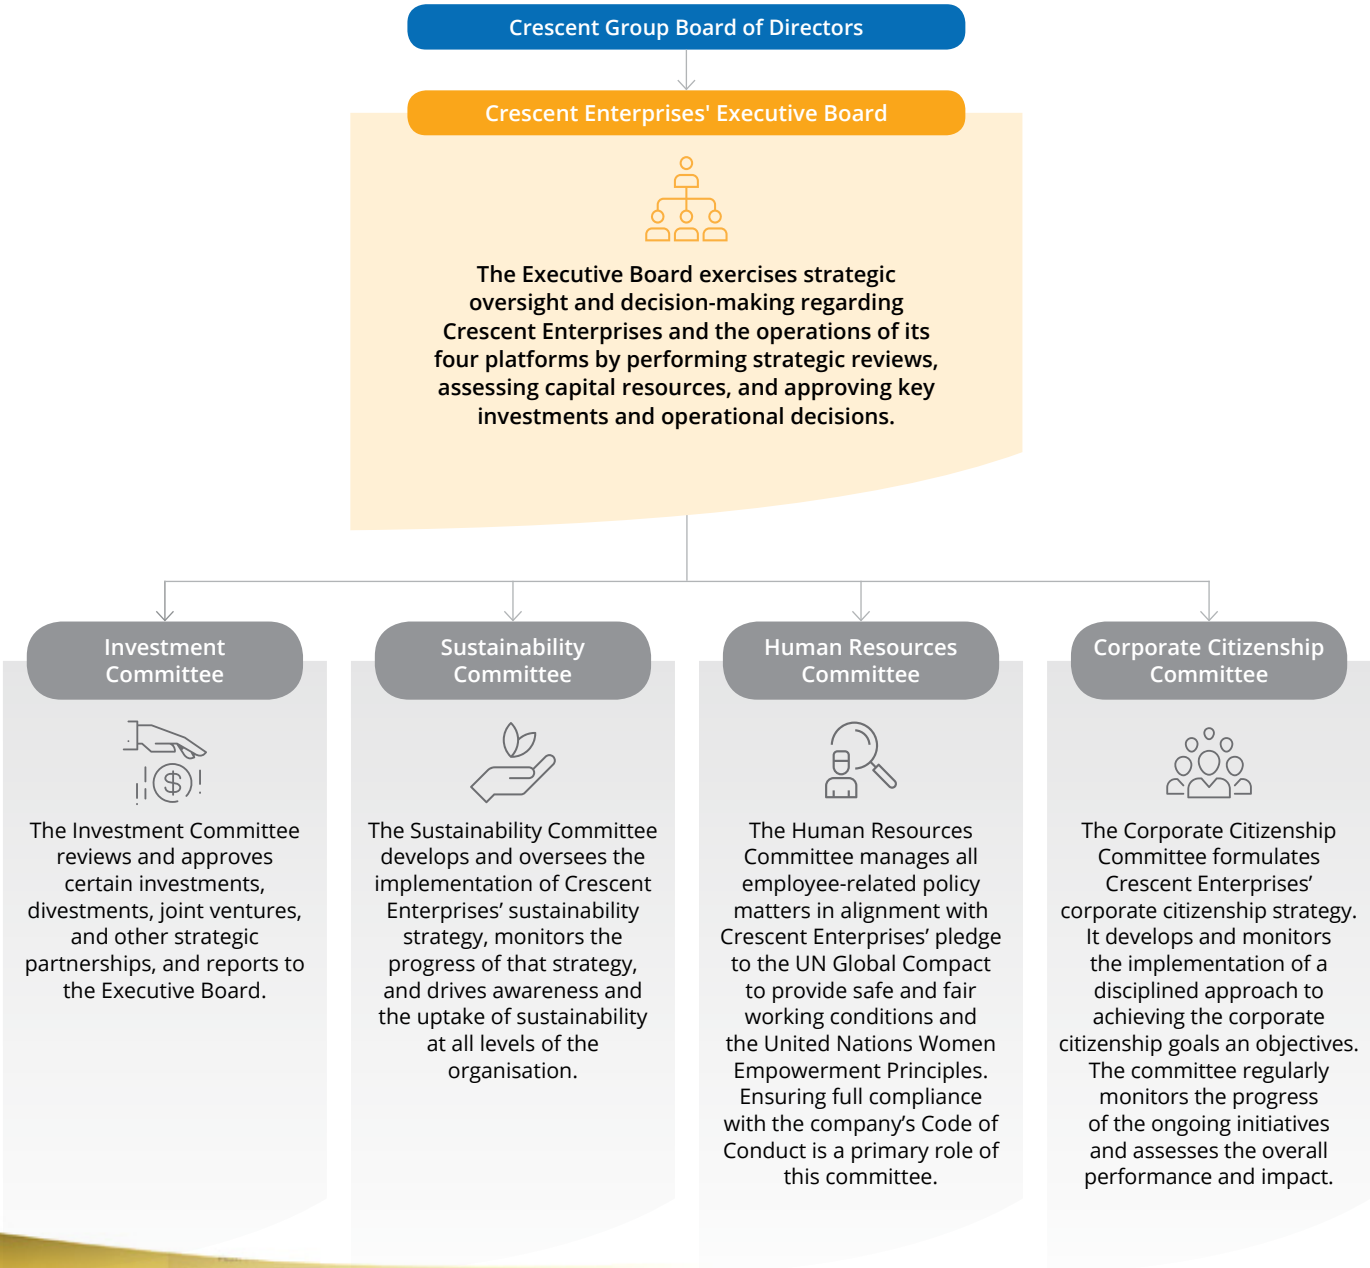 Crescent Group Board of Directors
Crescent Enterprises' Executive Board
The Executive Board exercises strategic
oversight and decision-making regarding
Crescent Enterprises and the operations of its
four platforms by performing strategic reviews,
assessing capital resources, and approving key
investments and operational decisions.
Investment
Committee
The Investment Committee
reviews and approves
certain investments,
divestments, joint ventures,
and other strategic
partnerships, and reports to
the Executive Board.
Sustainability
Committee
The Sustainability Committee
develops and oversees the
implementation of Crescent
Enterprises’ sustainability
strategy, monitors the
progress of that strategy,
and drives awareness and
the uptake of sustainability
at all levels of the
organisation.
Human Resources
Committee
The Human Resources
Committee manages all
employee-related policy
matters in alignment with
Crescent Enterprises’ pledge
to the UN Global Compact
to provide safe and fair
working conditions and
the United Nations Women
Empowerment Principles.
Ensuring full compliance
with the company’s Code of
Conduct is a primary role of
this committee.
Corporate Citizenship
Committee
The Corporate Citizenship
Committee formulates
Crescent Enterprises’
corporate citizenship strategy.
It develops and monitors
the implementation of a
disciplined approach to
achieving the corporate
citizenship goals an objectives.
The committee regularly
monitors the progress
of the ongoing initiatives
and assesses the overall
performance and impact.